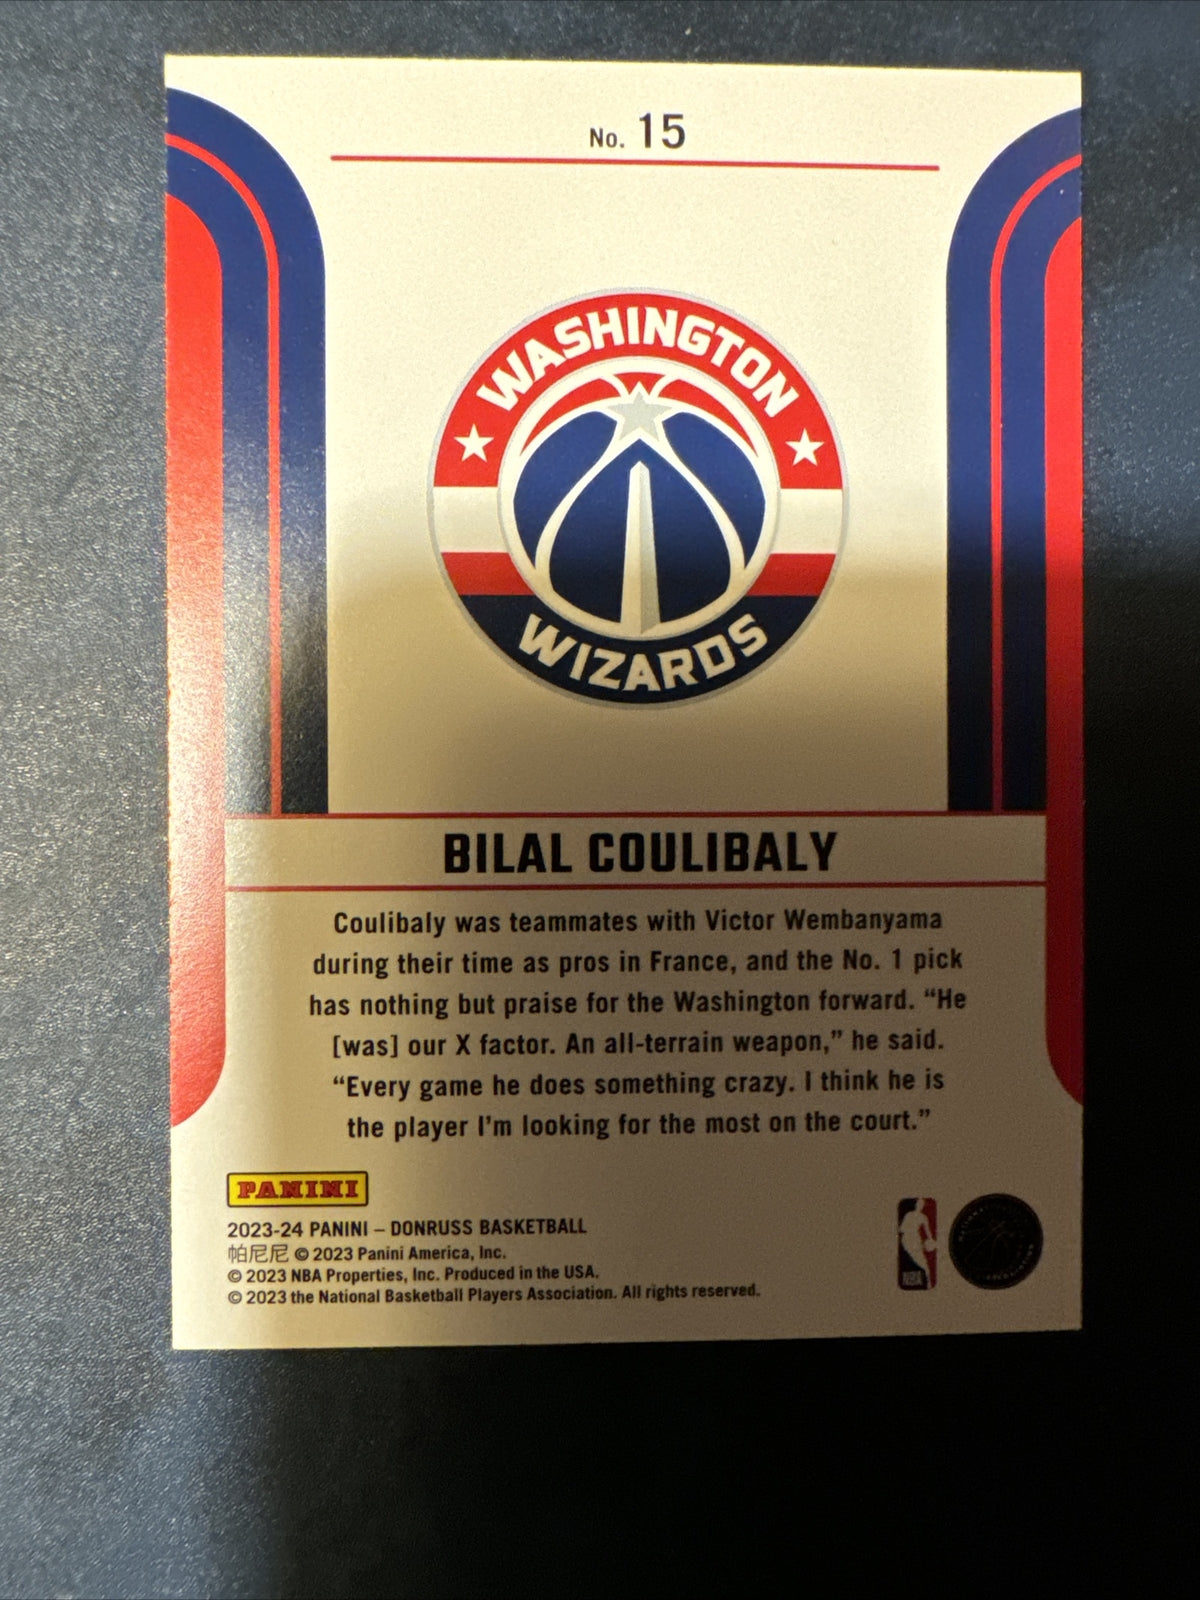 No. 15
WASHINGTON
WIZARDS
BILAL COULIBALY
Coulibaly was teammates with Victor Wembanyama
during their time as pros in France, and the No. 1 pick
has nothing but praise for the Washington forward. “He
[was] our X factor. An all-terrain weapon,” he said.
“Every game he does something crazy. I think he is
the player I’m looking for the most on the court.”
PANINI
2023-24 PANINI – DONRUSS BASKETBALL
帕尼尼 © 2023 Panini America, Inc.
© 2023 NBA Properties, Inc. Produced in the USA.
© 2023 the National Basketball Players Association. All rights reserved.
NBA